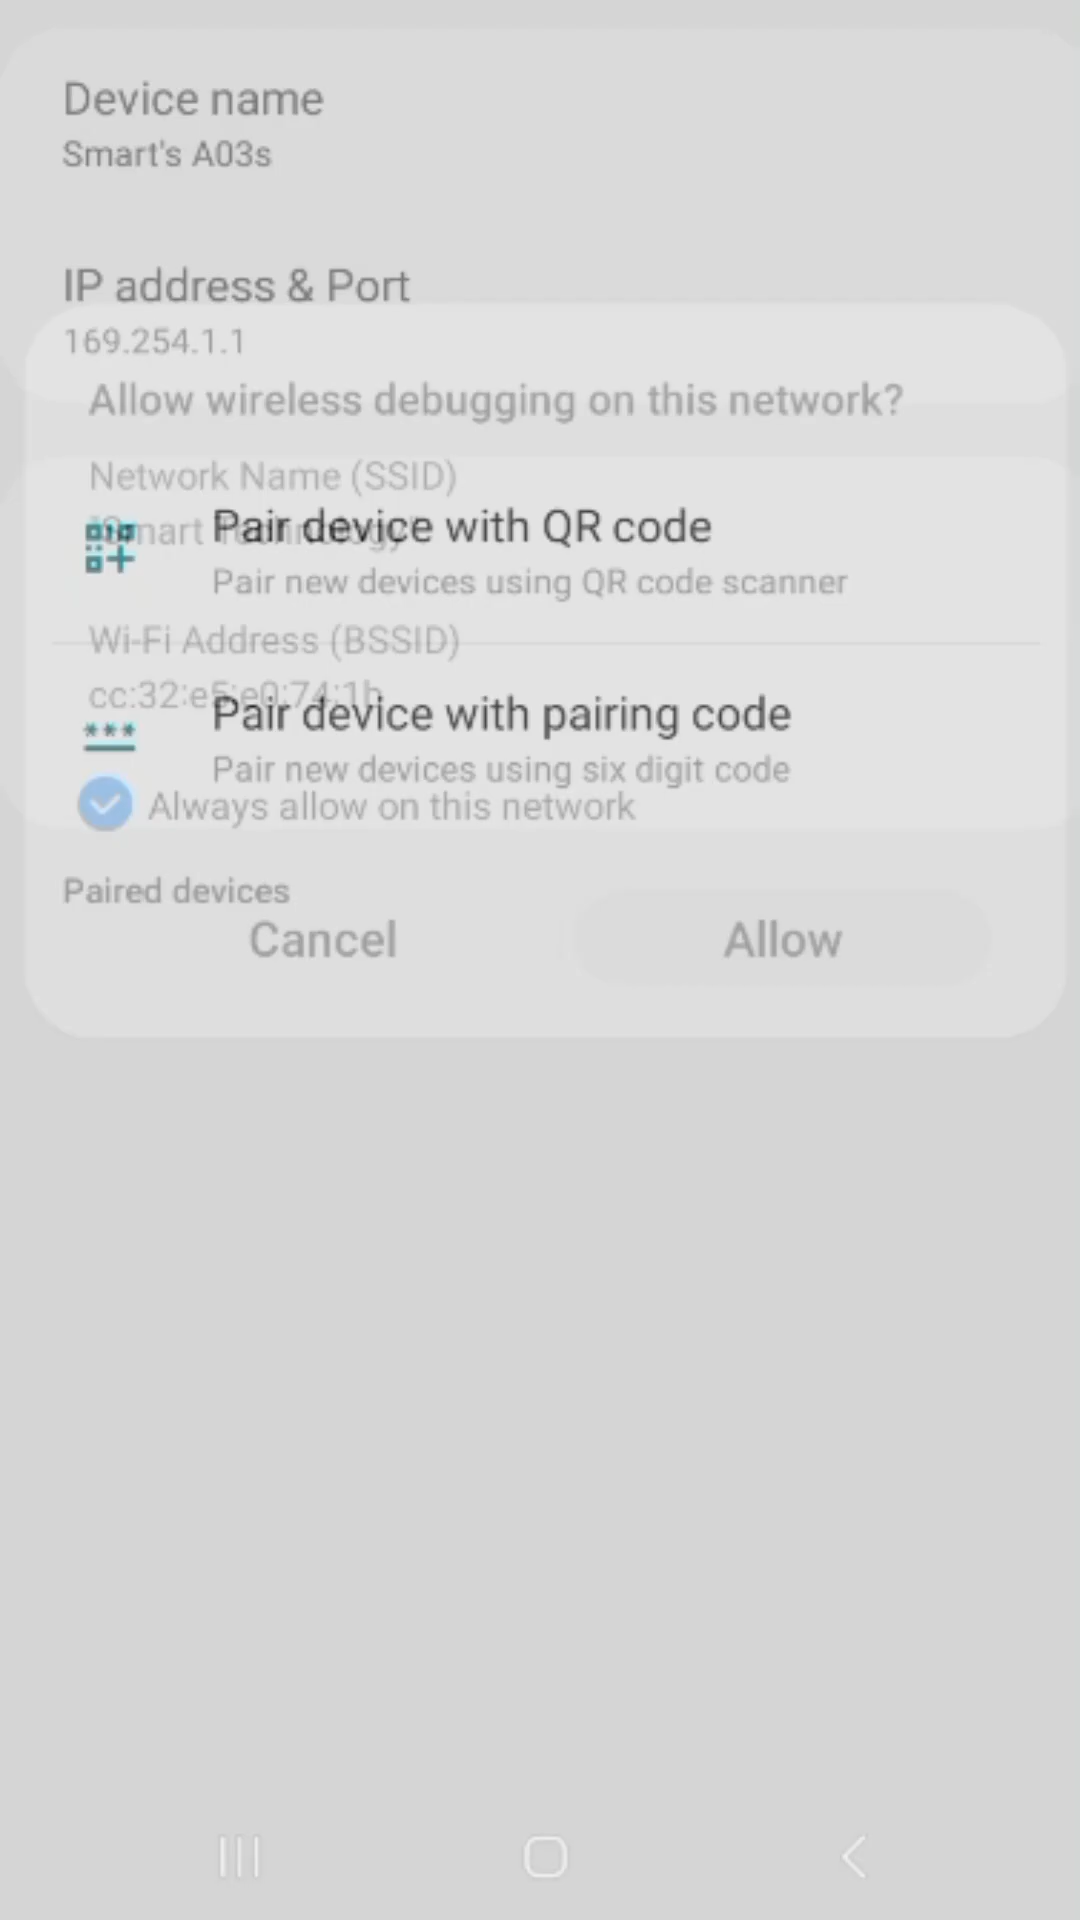 Device name
Smart's A03s
IP address & Port
169.254.1.1
Allow wireless debugging on this network?
Network Name (SSID)
"Smart Technology"
Pair device with QR code
Pair new devices using QR code scanner
Wi-Fi Address (BSSID)
cc:32:e5:e0:74:1b
Pair device with pairing code
***
Pair new devices using six digit code
Always allow on this network
Paired devices
Cancel
Allow